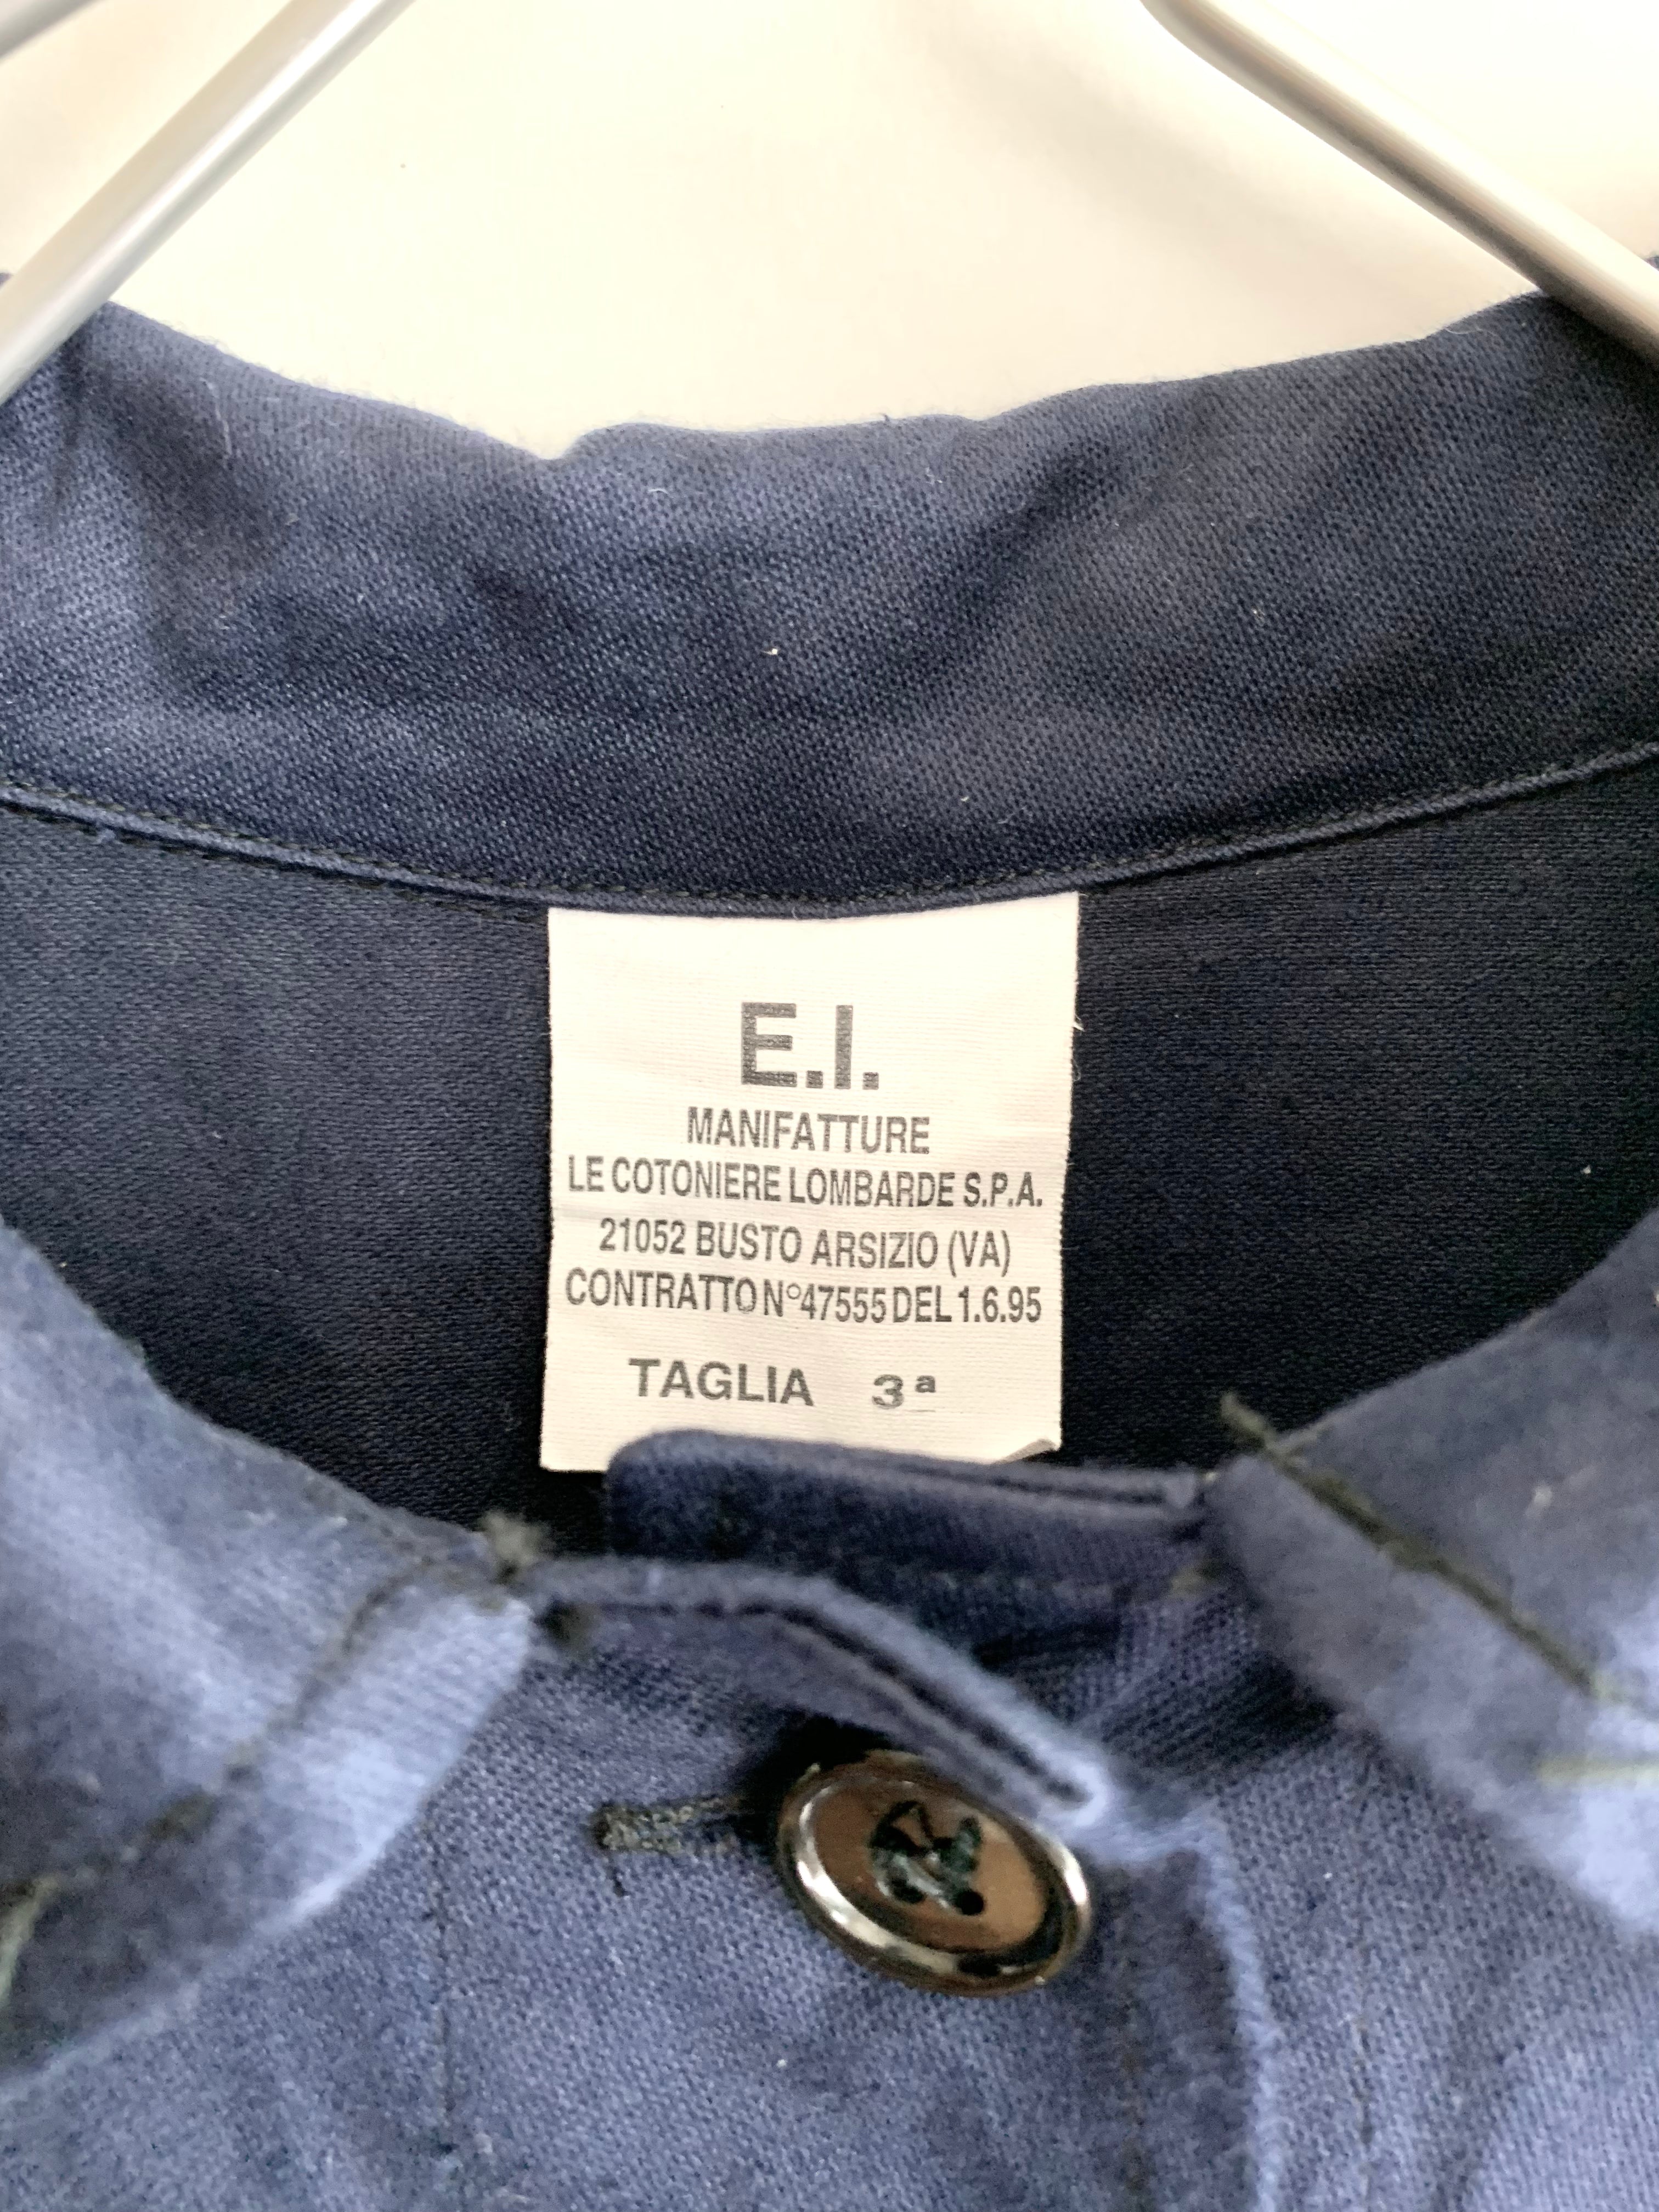 E.I.
MANIFATTURE
LE COTONIERE LOMBARDE S.P.A.
21052 BUSTO ARSIZIO (VA)
CONTRATTO N°47555 DEL 1.6.95
TAGLIA 3ª